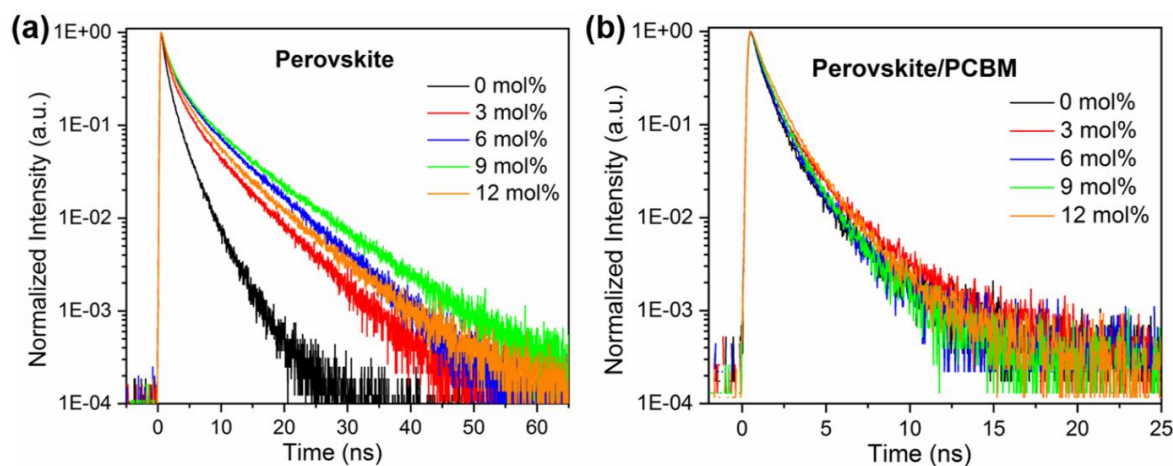 (a)
Normalized Intensity (a.u.)
1E+00
1E-01
1E-02
1E-03
1E-04
Perovskite
0 mol%
3 mol%
6 mol%
9 mol%
12 mol%
0 10 20 30 40 50 60
Time (ns)
(b)
Normalized Intensity (a.u.)
1E+00
1E-01
1E-02
1E-03
1E-04
Perovskite/PCBM
0 mol%
3 mol%
6 mol%
9 mol%
12 mol%
0 5 10 15 20 25
Time (ns)